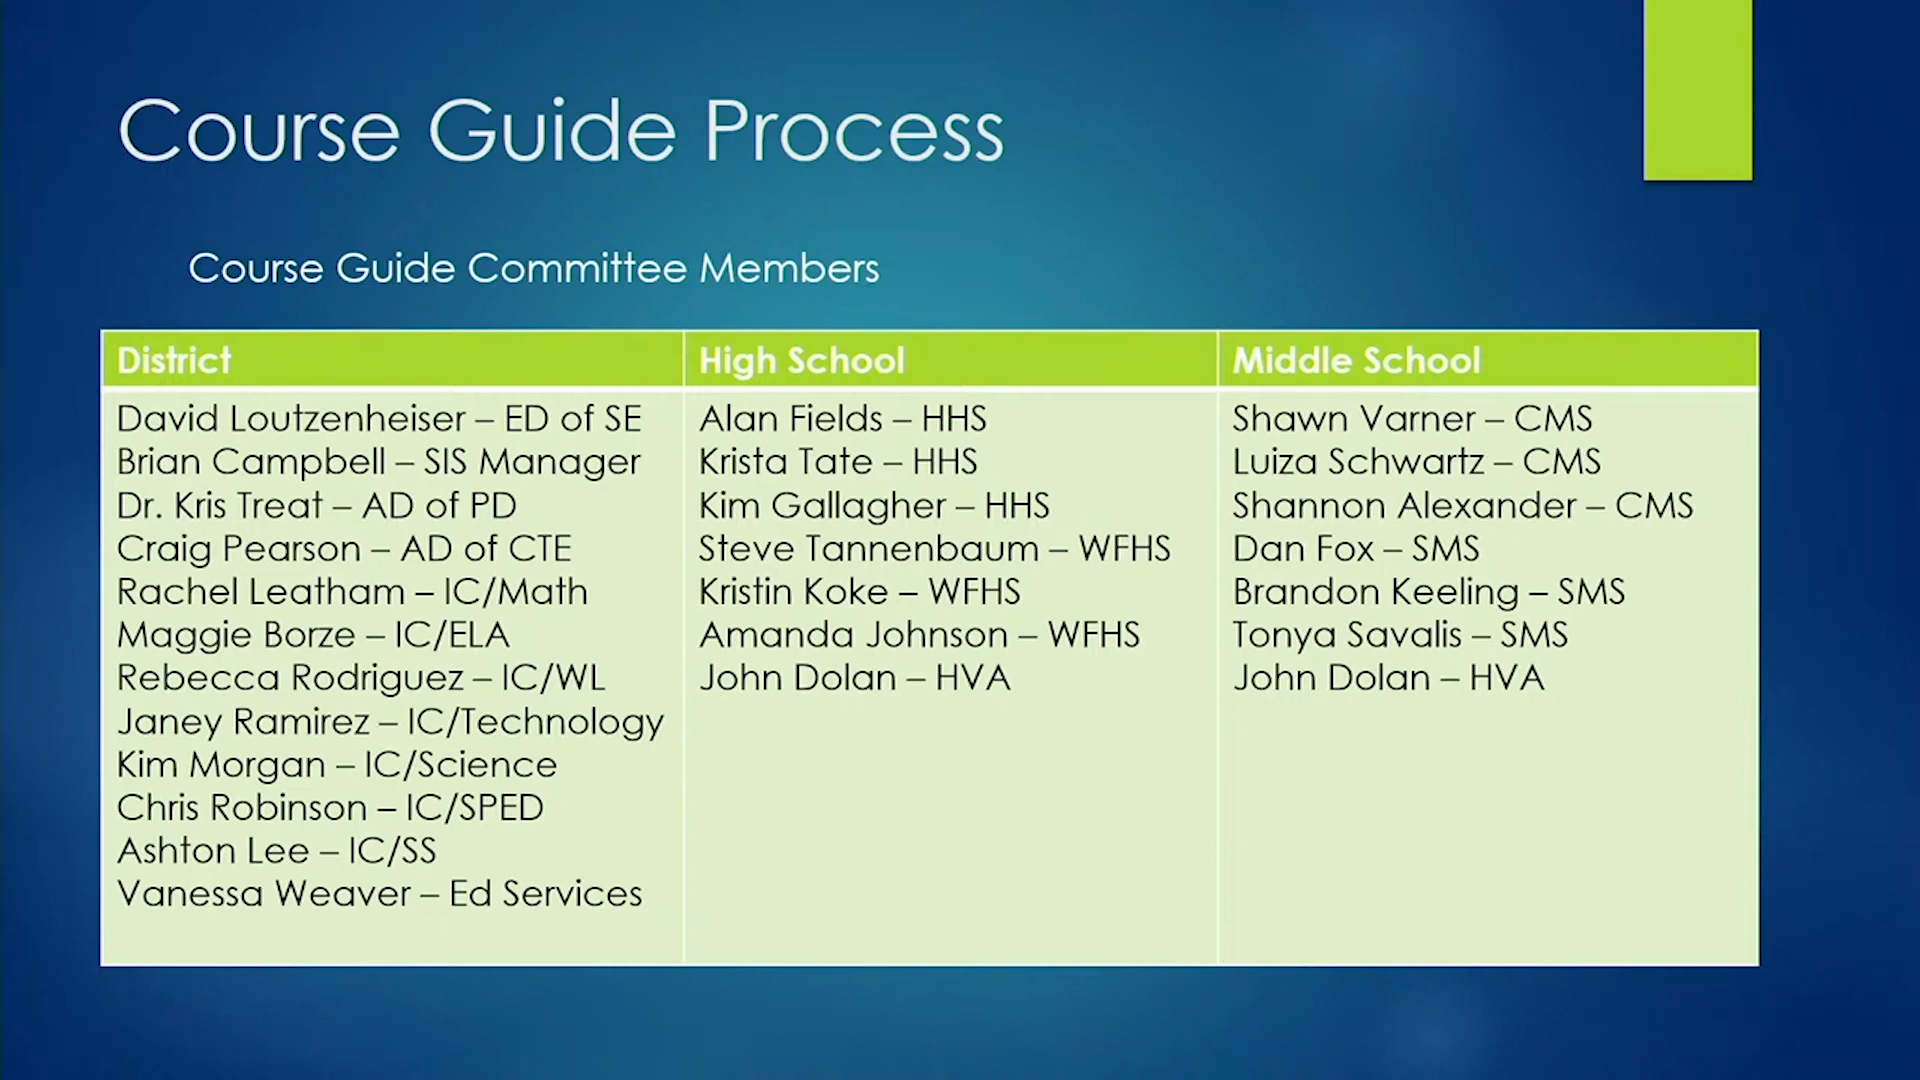 Course Guide Process
Course Guide Committee Members
District
David Loutzenheiser – ED of SE
Brian Campbell – SIS Manager
Dr. Kris Treat – AD of PD
Craig Pearson – AD of CTE
Rachel Leatham – IC/Math
Maggie Borze – IC/ELA
Rebecca Rodriguez – IC/WL
Janey Ramirez – IC/Technology
Kim Morgan – IC/Science
Chris Robinson – IC/SPED
Ashton Lee – IC/SS
Vanessa Weaver – Ed Services
High School
Alan Fields – HHS
Krista Tate – HHS
Kim Gallagher – HHS
Steve Tannenbaum – WFHS
Kristin Koke – WFHS
Amanda Johnson – WFHS
John Dolan – HVA
Middle School
Shawn Varner – CMS
Luiza Schwartz – CMS
Shannon Alexander – CMS
Dan Fox – SMS
Brandon Keeling – SMS
Tonya Savalis – SMS
John Dolan – HVA